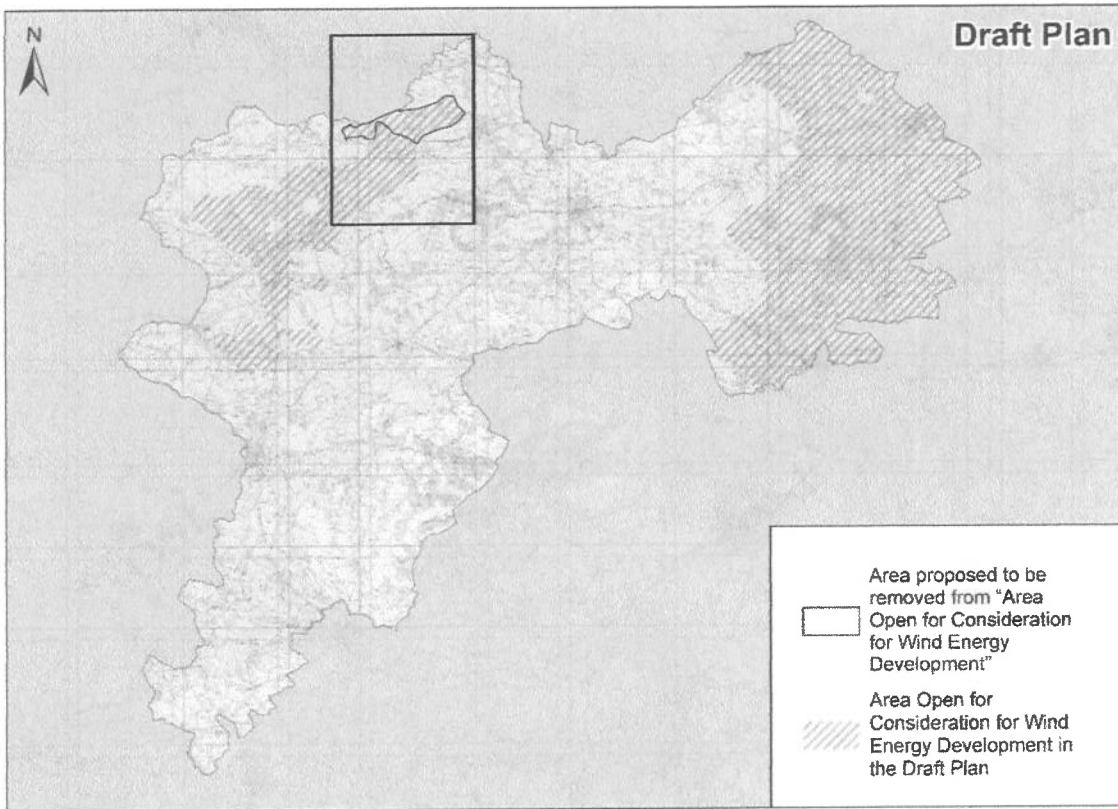 Draft Plan
N
Area proposed to be
removed from "Area
Open for Consideration
for Wind Energy
Development"
Area Open for
Consideration for Wind
Energy Development in
the Draft Plan